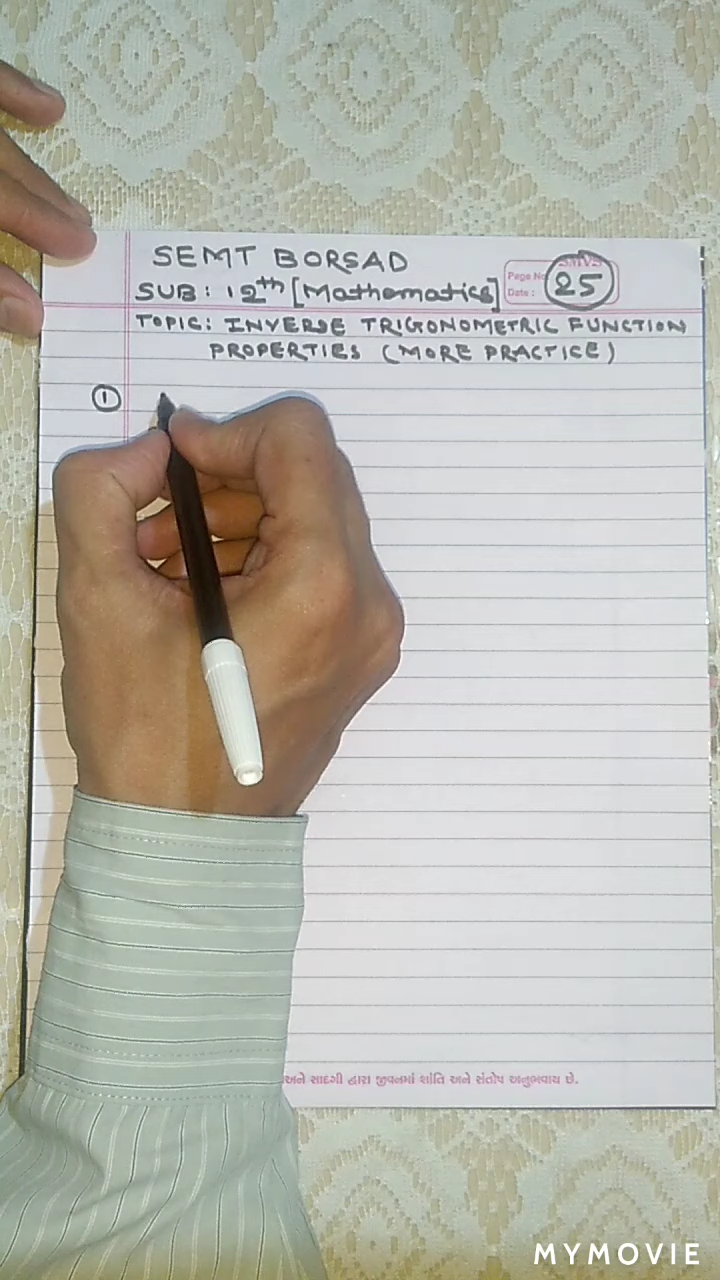 SEMT BORSAD
SUB: 12th [Mathematics]
Page No
Date :
25
TOPIC: INVERSE TRIGONOMETRIC FUNCTION
PROPERTIES (MORE PRACTICE)
1
અને સાદગી દ્વારા જીવનમાં શાંતિ અને સંતોષ અનુભવાય છે.
MYMOVIE